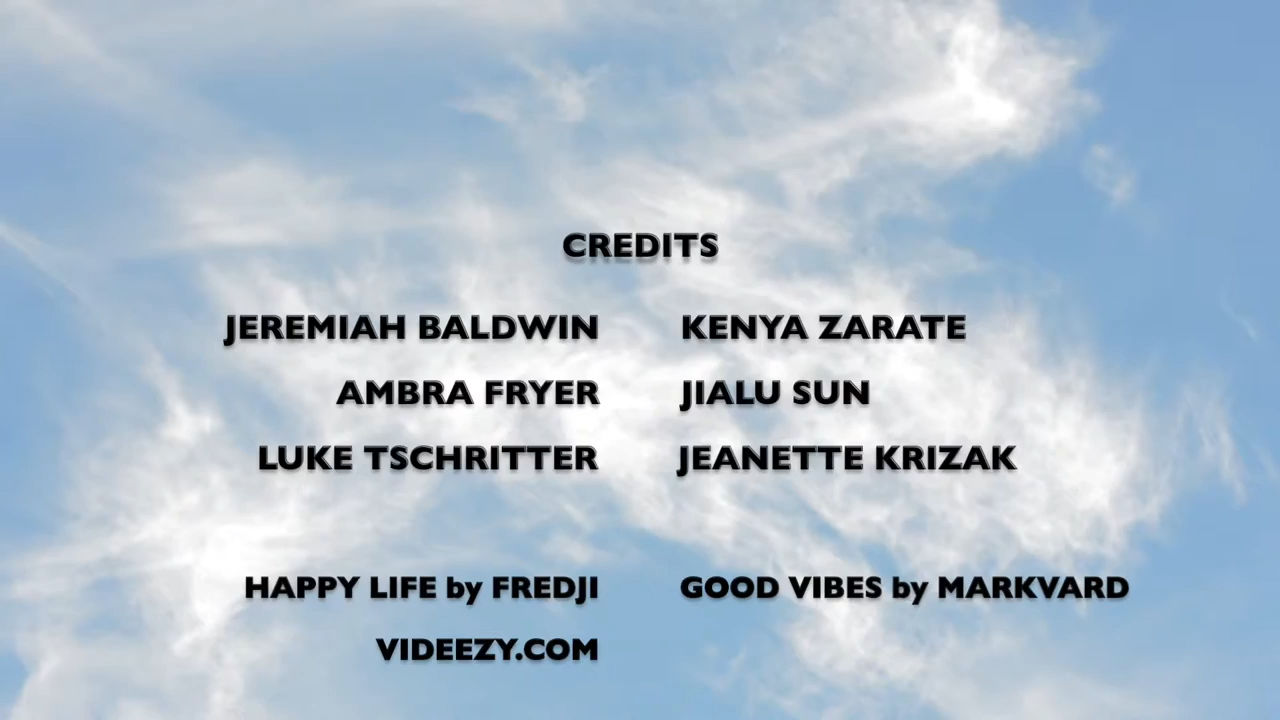 CREDITS
JEREMIAH BALDWIN KENYA ZARATE
AMBRA FRYER JIALU SUN
LUKE TSCHRITTER JEANETTE KRIZAK
HAPPY LIFE by FREDJI GOOD VIBES by MARKVARD
VIDEEZY.COM